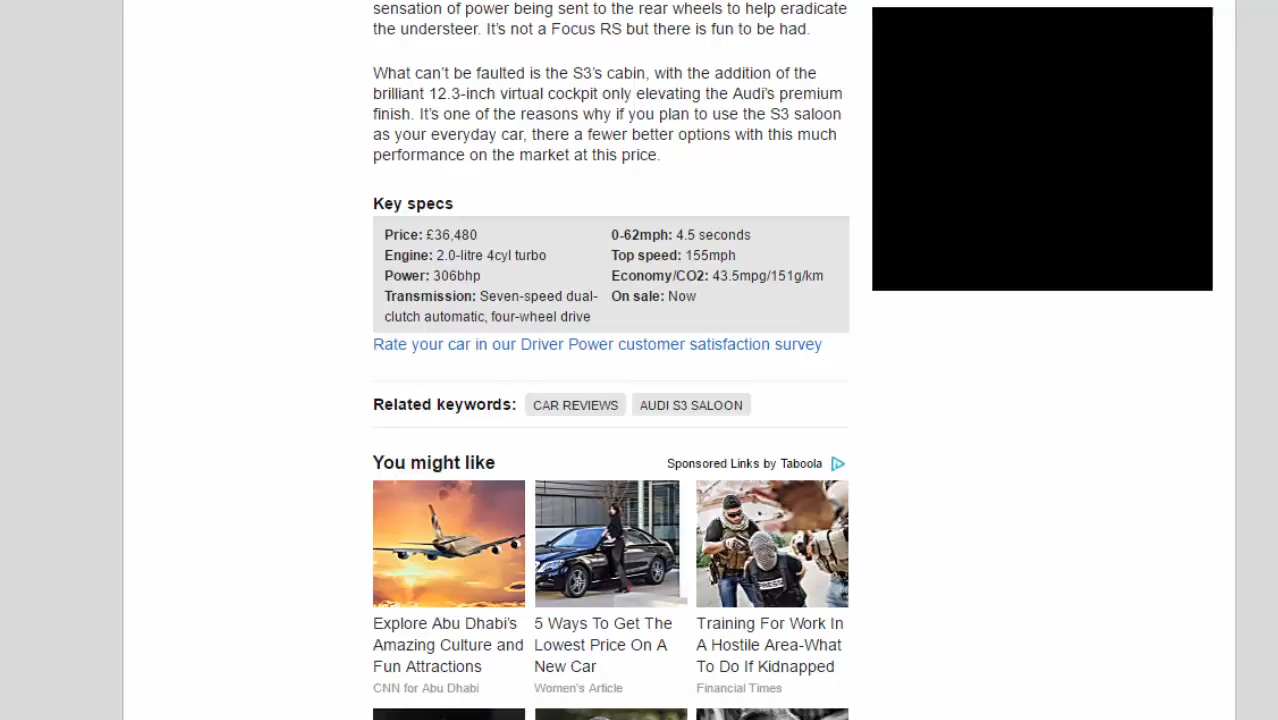 sensation of power being sent to the rear wheels to help eradicate
the understeer. It's not a Focus RS but there is fun to be had.
What can't be faulted is the S3's cabin, with the addition of the
brilliant 12.3-inch virtual cockpit only elevating the Audi's premium
finish. It's one of the reasons why if you plan to use the S3 saloon
as your everyday car, there a fewer better options with this much
performance on the market at this price.
Key specs
Price: £36,480
Engine: 2.0-litre 4cyl turbo
Power: 306bhp
Transmission: Seven-speed dual-
clutch automatic, four-wheel drive
0-62mph: 4.5 seconds
Top speed: 155mph
Economy/CO2: 43.5mpg/151g/km
On sale: Now
Rate your car in our Driver Power customer satisfaction survey
Related keywords: CAR REVIEWS AUDI S3 SALOON
You might like
Sponsored Links by Taboola
PRESS
Explore Abu Dhabi's
Amazing Culture and
Fun Attractions
CNN for Abu Dhabi
5 Ways To Get The
Lowest Price On A
New Car
Women's Article
Training For Work In
A Hostile Area-What
To Do If Kidnapped
Financial Times